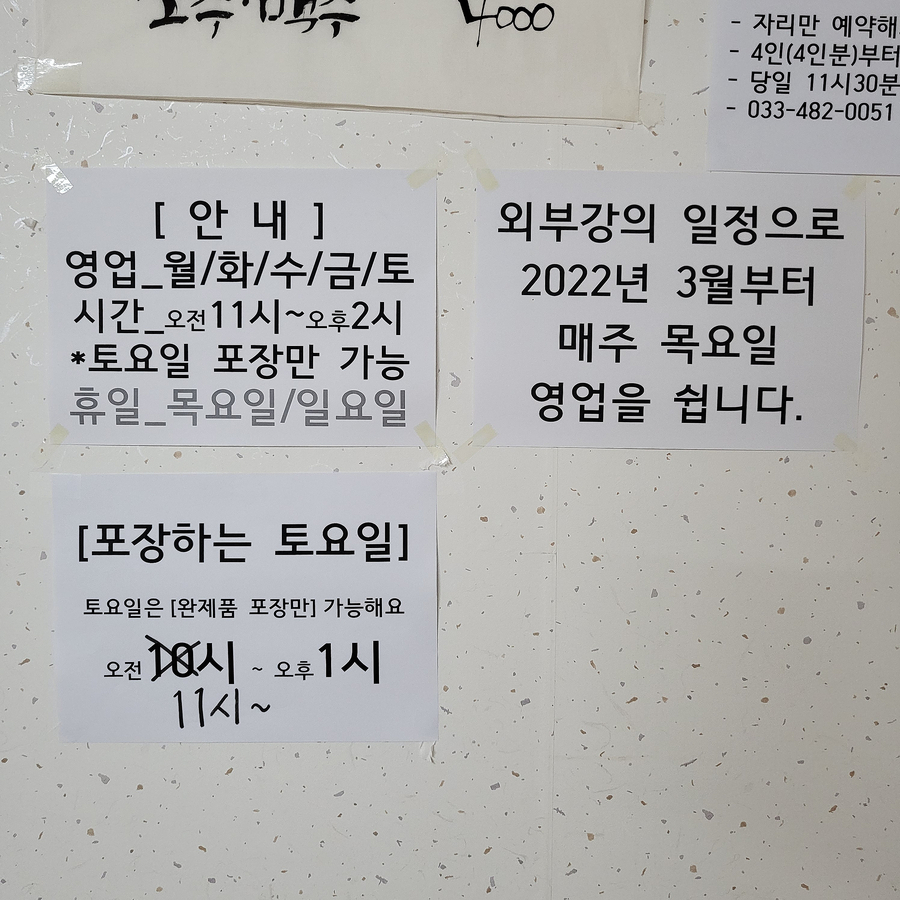 소주.맥주 4000
- 자리만 예약해
- 4인(4인분)부터
- 당일 11시30분
- 033-482-0051
[ 안 내 ]
영업_월/화/수/금/토
시간_오전11시~오후2시
*토요일 포장만 가능
휴일_목요일/일요일
외부강의 일정으로
2022년 3월부터
매주 목요일
영업을 쉽니다.
[포장하는 토요일]
토요일은 [완제품 포장만] 가능해요
오전 10시 ~ 오후 1시
11시~